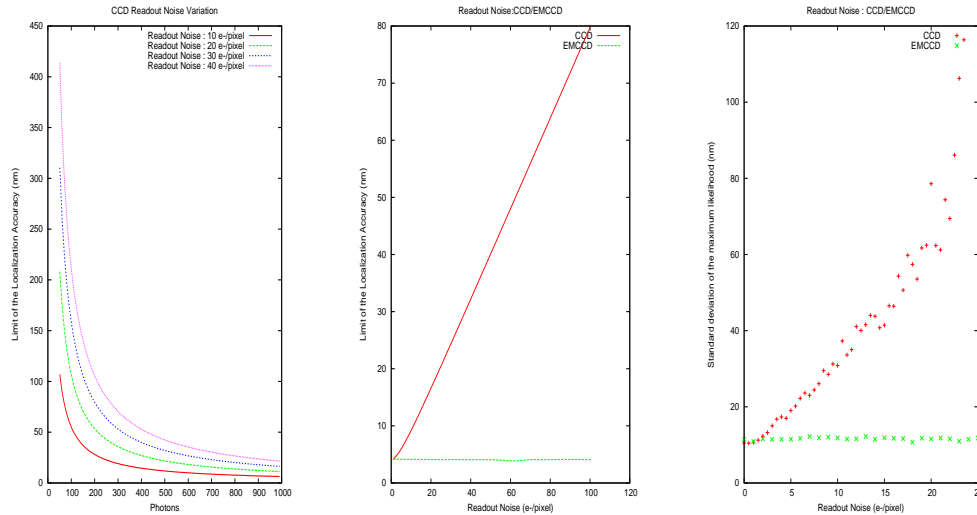 CCD Readout Noise Variation
Readout Noise : 10 e-/pixel
Readout Noise : 20 e-/pixel
Readout Noise : 30 e-/pixel
Readout Noise : 40 e-/pixel
Limit of the Localization Accuracy (nm)
450
400
350
300
250
200
150
100
50
0
0 100 200 300 400 500 600 700 800 900 1000
Photons
Readout Noise:CCD/EMCCD
CCD
EMCCD
Limit of the Localization Accuracy (nm)
80
70
60
50
40
30
20
10
0
0 20 40 60 80 100 120
Readout Noise (e-/pixel)
Readout Noise : CCD/EMCCD
CCD
EMCCD
Standard deviation of the maximum likelihood (nm)
120
100
80
60
40
20
0
0 5 10 15 20 25
Readout Noise (e-/pixel)